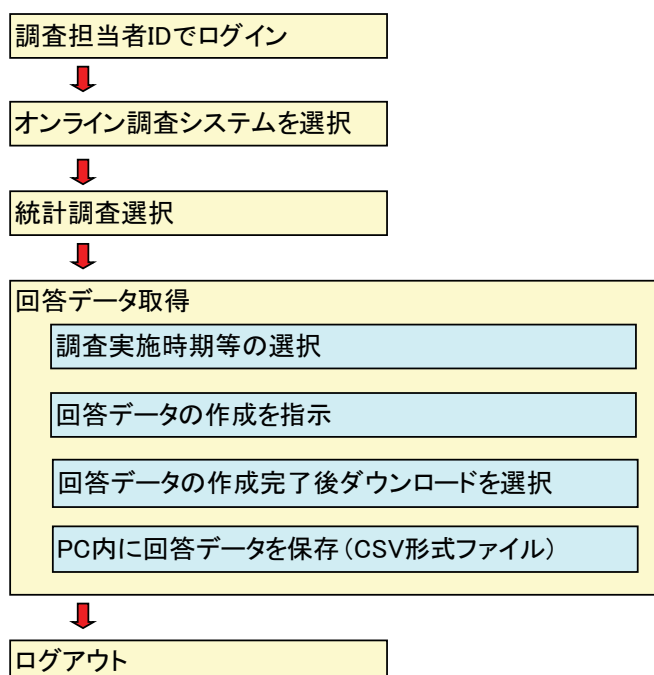 調査担当者IDでログイン
オンライン調査システムを選択
統計調査選択
回答データ取得
調査実施時期等の選択
回答データの作成を指示
回答データの作成完了後ダウンロードを選択
PC内に回答データを保存(CSV形式ファイル)
ログアウト